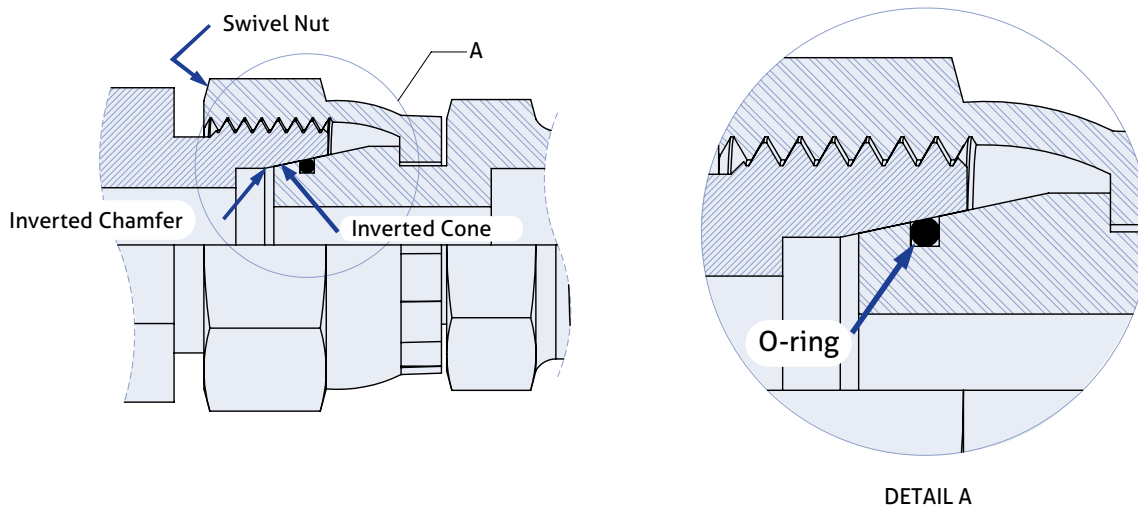 Swivel Nut
A
Inverted Chamfer
Inverted Cone
O-ring
DETAIL A